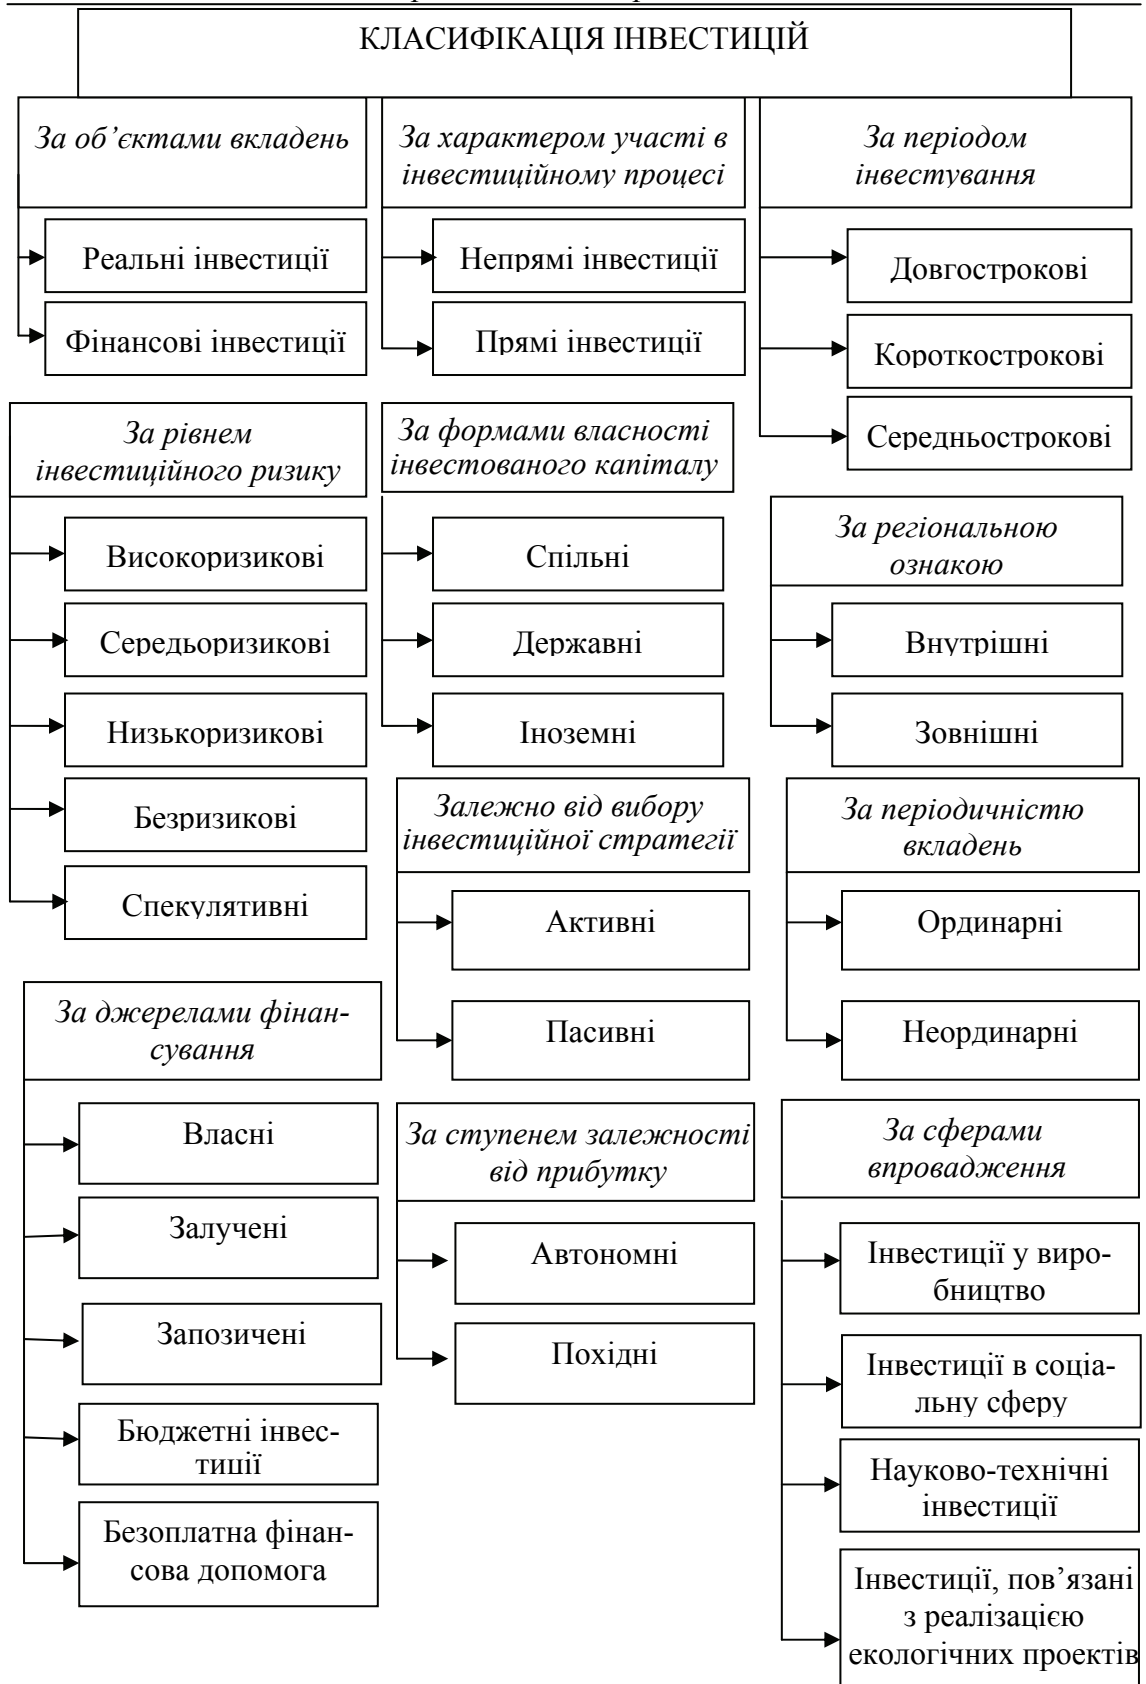 КЛАСИФІКАЦІЯ ІНВЕСТИЦІЙ
За об’єктами вкладень
Реальні інвестиції
Фінансові інвестиції
За характером участі в
інвестиційному процесі
Непрямі інвестиції
Прямі інвестиції
За періодом
інвестування
Довгострокові
Короткострокові
Середньострокові
За рівнем
інвестиційного ризику
Високоризикові
Середьоризикові
Низькоризикові
Безризикові
Спекулятивні
За формами власності
інвестованого капіталу
Спільні
Державні
Іноземні
За регіональною
ознакою
Внутрішні
Зовнішні
Залежно від вибору
інвестиційної стратегії
Активні
Пасивні
За періодичністю
вкладень
Ординарні
Неординарні
За джерелами фінан-
сування
Власні
Залучені
Запозичені
Бюджетні інвес-
тиції
Безоплатна фінан-
сова допомога
За ступенем залежності
від прибутку
Автономні
Похідні
За сферами
впровадження
Інвестиції у виро-
бництво
Інвестиції в соціа-
льну сферу
Науково-технічні
інвестиції
Інвестиції, пов’язані
з реалізацією
екологічних проектів